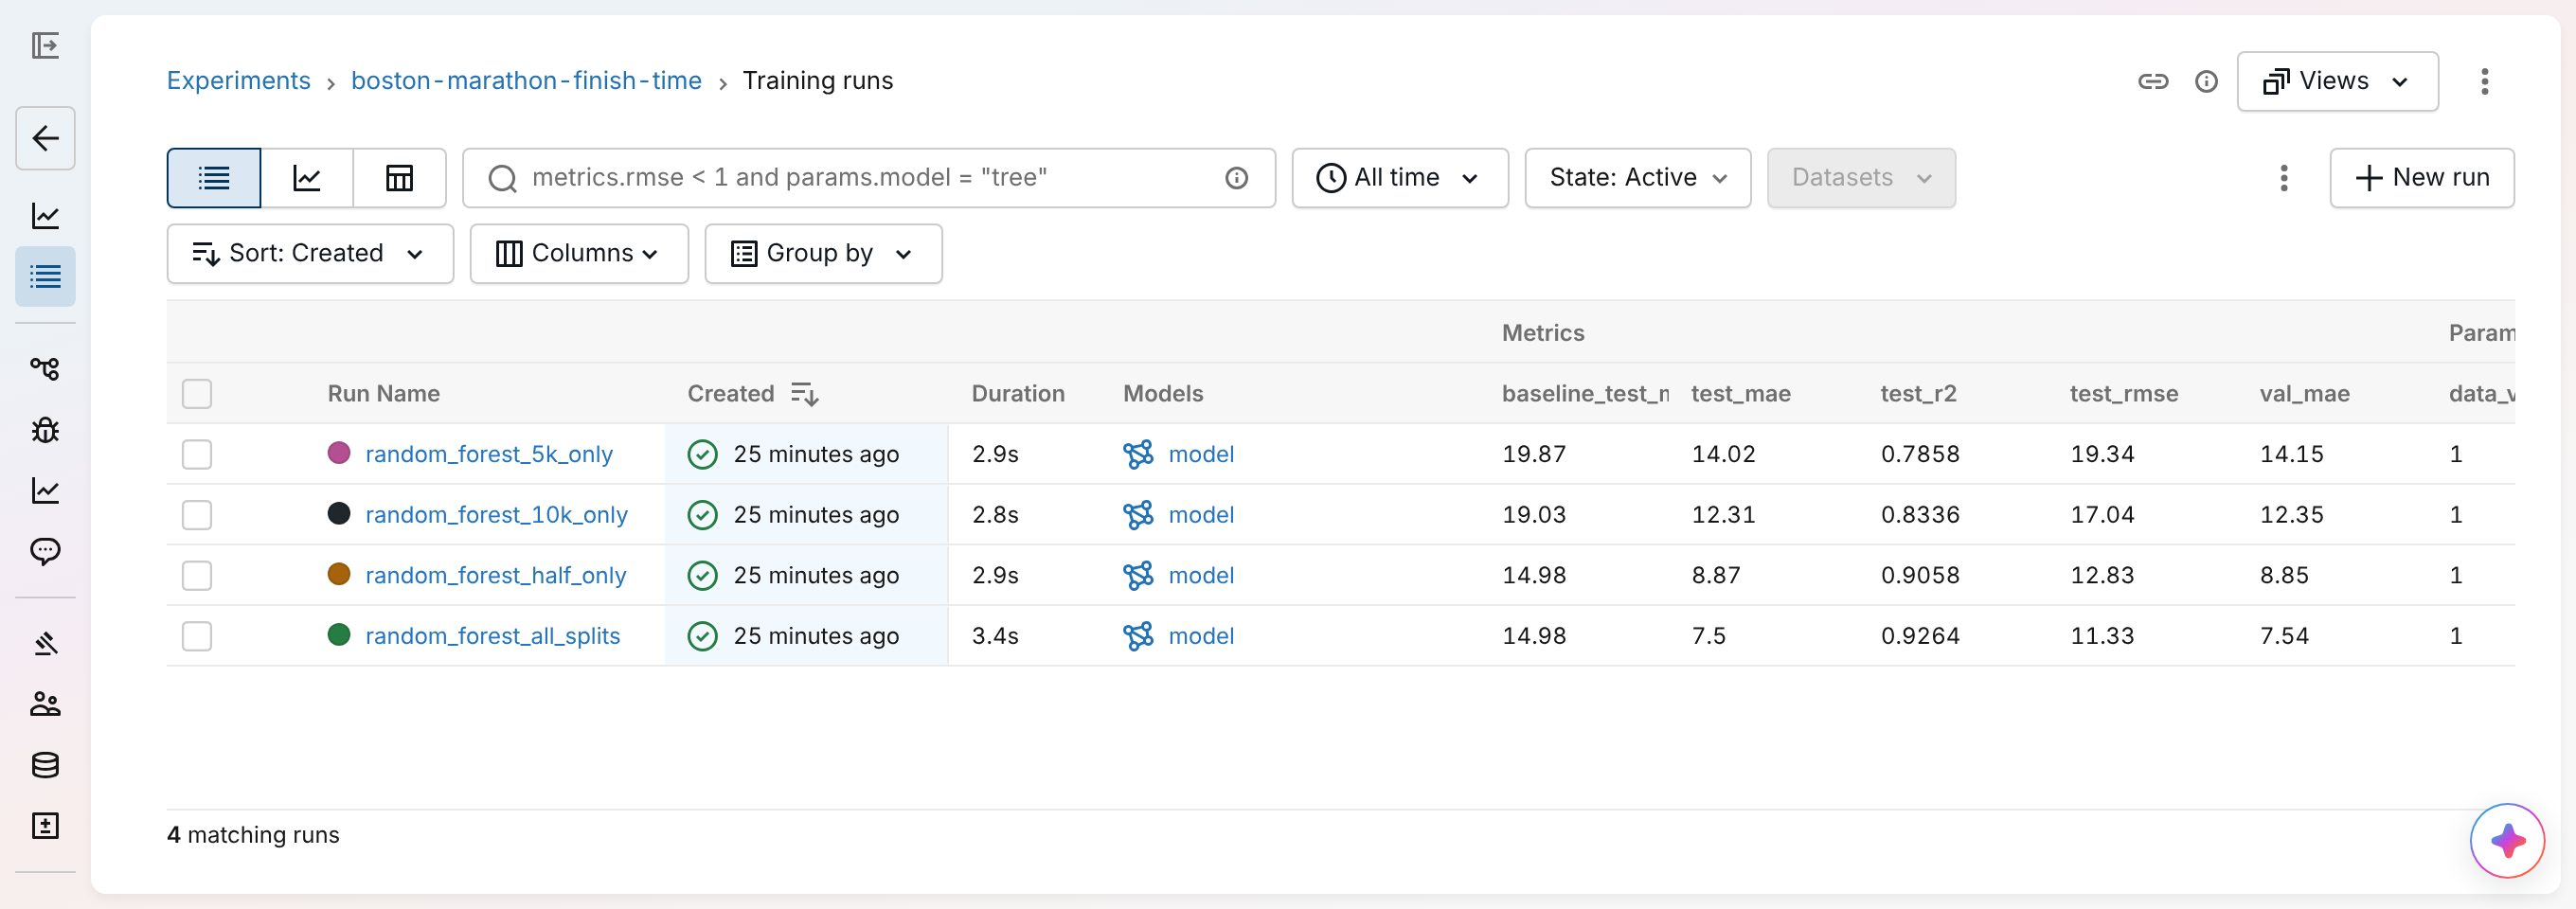 Experiments › boston-marathon-finish-time › Training runs
Views
metrics.rmse < 1 and params.model = "tree"
All time
State: Active
Datasets
New run
Sort: Created
Columns
Group by
Metrics
Param
Run Name Created Duration Models baseline_test_m test_mae test_r2 test_rmse val_mae data_v
random_forest_5k_only 25 minutes ago 2.9s model 19.87 14.02 0.7858 19.34 14.15 1
random_forest_10k_only 25 minutes ago 2.8s model 19.03 12.31 0.8336 17.04 12.35 1
random_forest_half_only 25 minutes ago 2.9s model 14.98 8.87 0.9058 12.83 8.85 1
random_forest_all_splits 25 minutes ago 3.4s model 14.98 7.5 0.9264 11.33 7.54 1
4 matching runs